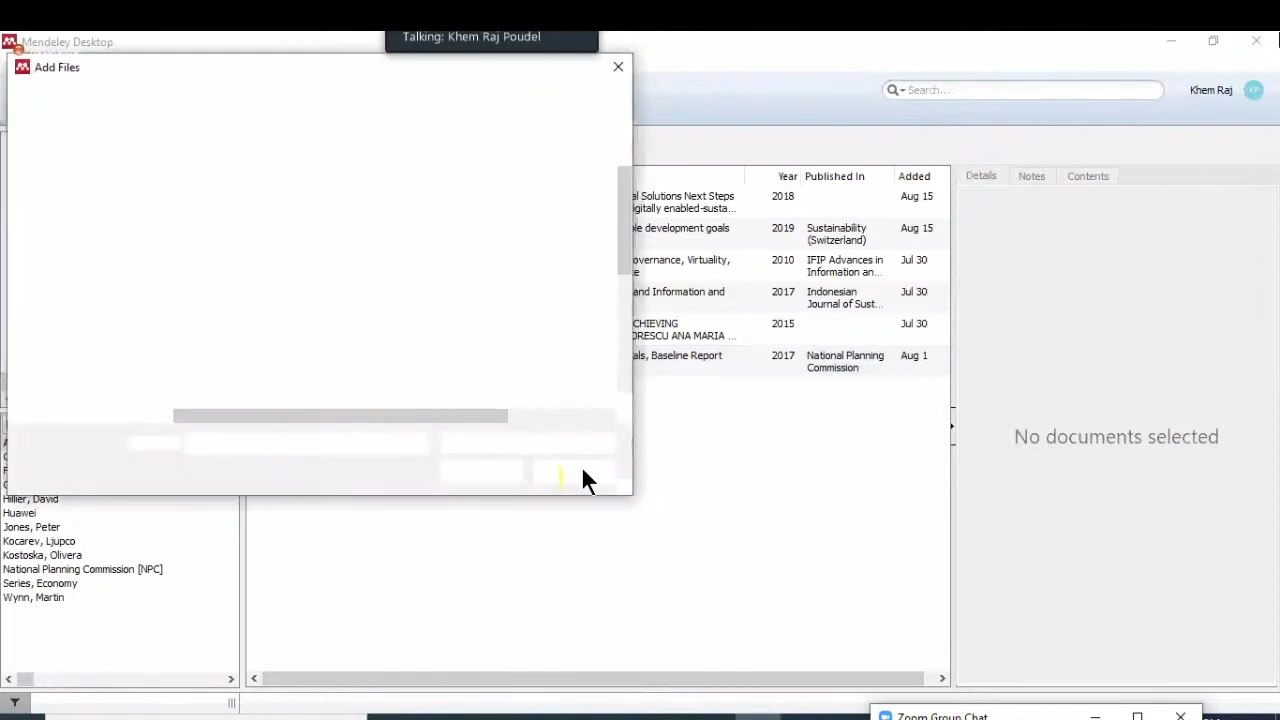 Talking: Khem Raj Poudel
Mendeley Desktop
Add Files
Search...
Khem Raj
KP
Year Published In Added
al Solutions Next Steps
igitally enabled-susta...
2018
Aug 15
le development goals
2019
Sustainability
(Switzerland)
Aug 15
overnance, Virtuality,
te
2010
IFIP Advances in
Information an...
Jul 30
and Information and
2017
Indonesian
Journal of Sust...
Jul 30
CHIEVING
ORESCU ANA MARIA ...
2015
Jul 30
als, Baseline Report
2017
National Planning
Commission
Aug 1
Details Notes Contents
No documents selected
Hillier, David
Huawei
Jones, Peter
Kocarev, Ljupco
Kostoska, Olivera
National Planning Commission [NPC]
Series, Economy
Wynn, Martin
Zoom Group Chat